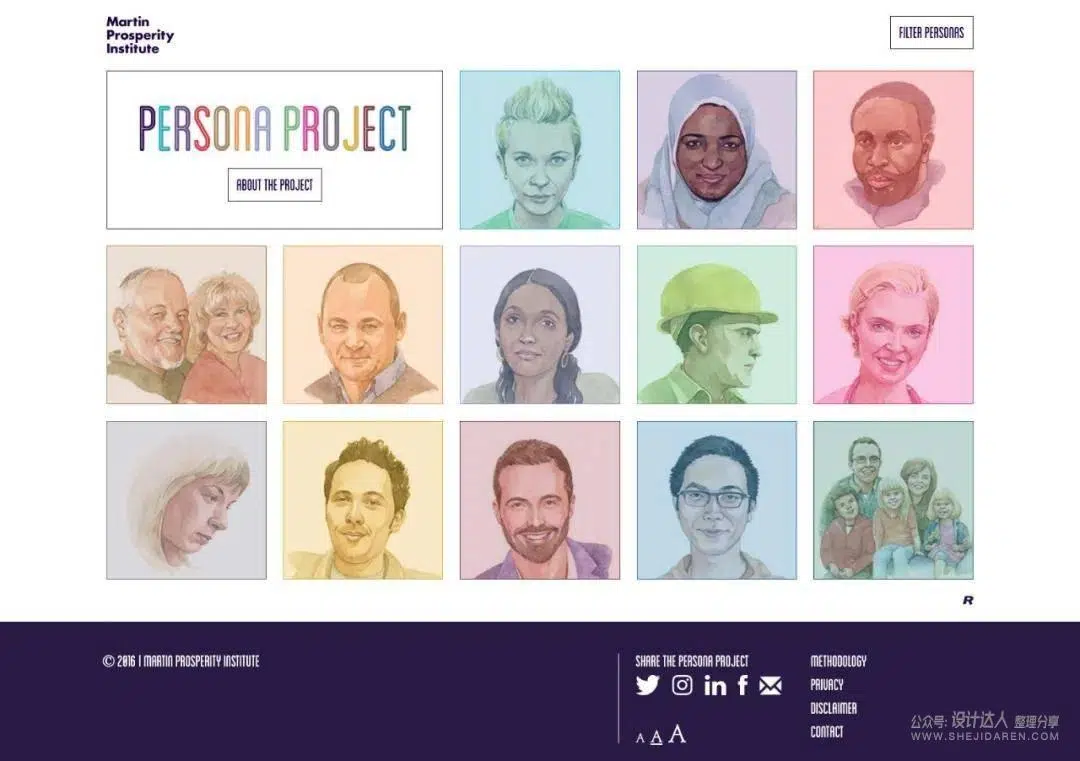 Martin
Prosperity
Institute
FILTER PERSONAS
PERSONA PROJECT
ABOUT THE PROJECT
R
© 2016 | MARTIN PROSPERITY INSTITUTE
SHARE THE PERSONA PROJECT
A A A
METHODOLOGY
PRIVACY
DISCLAIMER
CONTACT
公众号: 设计达人 整理分享
WWW.SHEJIDAREN.COM